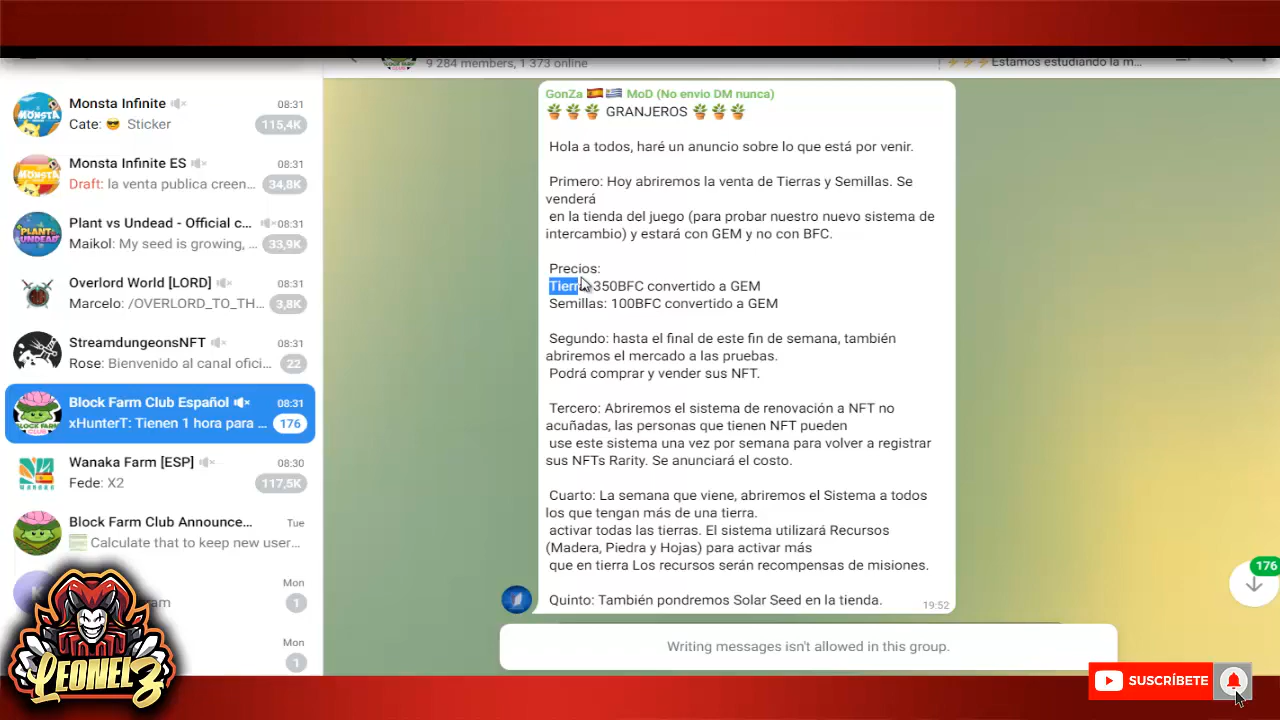 9 284 members, 1 373 online
⚡⚡⚡Estamos estudiando la m...
Monsta Infinite
08:31
Cate: 😎 Sticker
115,4K
Monsta Infinite ES
08:31
Draft: la venta publica creen...
34,8K
Plant vs Undead - Official c...
08:31
Maikol: My seed is growing, ...
33,9K
Overlord World [LORD]
08:31
Marcelo: /OVERLORD_TO_TH...
3,8K
StreamdungeonsNFT
08:31
Rose: Bienvenido al canal ofici...
22
Block Farm Club Español
08:31
xHunterT: Tienen 1 hora para ...
176
Wanaka Farm [ESP]
08:30
Fede: X2
117,5K
Block Farm Club Announce...
Tue
Calculate that to keep new user...
Mon
1
Mon
1
GonZa 🇪🇸 🇬🇷 MoD (No envio DM nunca)
🪴 🪴 🪴 GRANJEROS 🪴 🪴 🪴
Hola a todos, haré un anuncio sobre lo que está por venir.
Primero: Hoy abriremos la venta de Tierras y Semillas. Se
venderá
en la tienda del juego (para probar nuestro nuevo sistema de
intercambio) y estará con GEM y no con BFC.
Precios:
Tierr 350BFC convertido a GEM
Semillas: 100BFC convertido a GEM
Segundo: hasta el final de este fin de semana, también
abriremos el mercado a las pruebas.
Podrá comprar y vender sus NFT.
Tercero: Abriremos el sistema de renovación a NFT no
acuñadas, las personas que tienen NFT pueden
use este sistema una vez por semana para volver a registrar
sus NFTs Rarity. Se anunciará el costo.
Cuarto: La semana que viene, abriremos el Sistema a todos
los que tengan más de una tierra.
activar todas las tierras. El sistema utilizará Recursos
(Madera, Piedra y Hojas) para activar más
que en tierra Los recursos serán recompensas de misiones.
Quinto: También pondremos Solar Seed en la tienda.
19:52
176
Writing messages isn't allowed in this group.
LEONELZ
SUSCRÍBETE